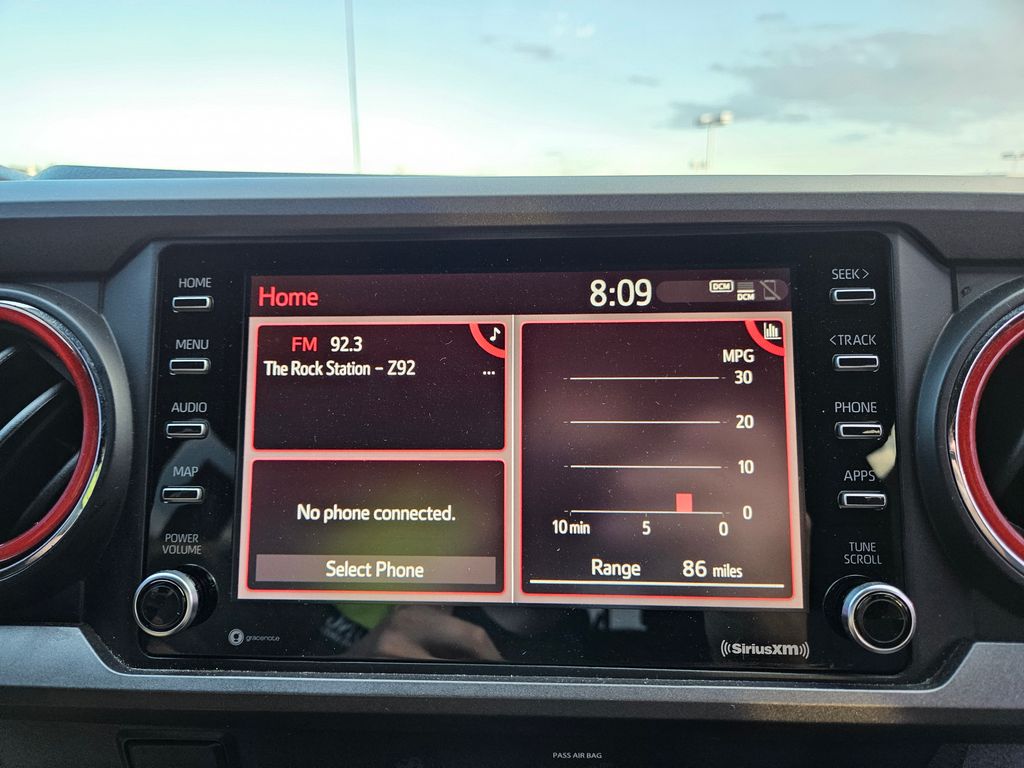 HOME
MENU
AUDIO
MAP
POWER
VOLUME
Home
8:09
DCM
DCM
FM 92.3
The Rock Station – Z92
...
No phone connected.
Select Phone
MPG
30
20
10
0
10 min 5 0
Range 86 miles
SEEK >
< TRACK
PHONE
APPS
TUNE
SCROLL
gracenote
((SiriusXM))
PASS AIR BAG